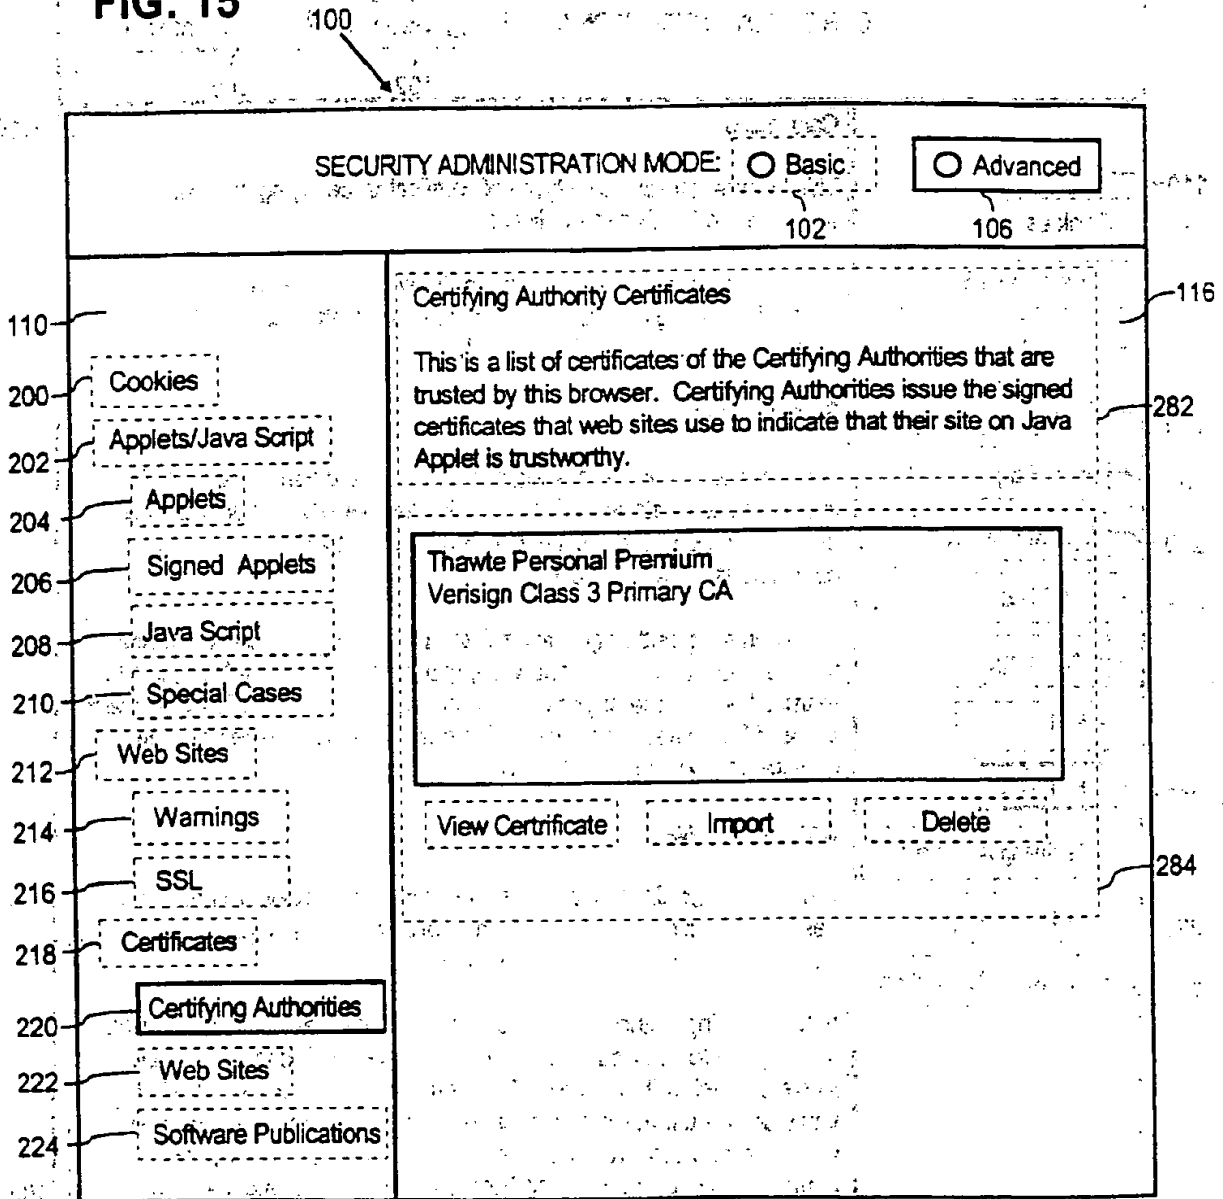 FIG. 15
100
SECURITY ADMINISTRATION MODE: Basic Advanced
102 106
110
200 Cookies
202 Applets/Java Script
204 Applets
206 Signed Applets
208 Java Script
210 Special Cases
212 Web Sites
214 Warnings
216 SSL
218 Certificates
220 Certifying Authorities
222 Web Sites
224 Software Publications
Certifying Authority Certificates
116
This is a list of certificates of the Certifying Authorities that are
trusted by this browser. Certifying Authorities issue the signed
282
certificates that web sites use to indicate that their site on Java
Applet is trustworthy.
Thawte Personal Premium
Verisign Class 3 Primary CA
View Certrificate Import Delete
284